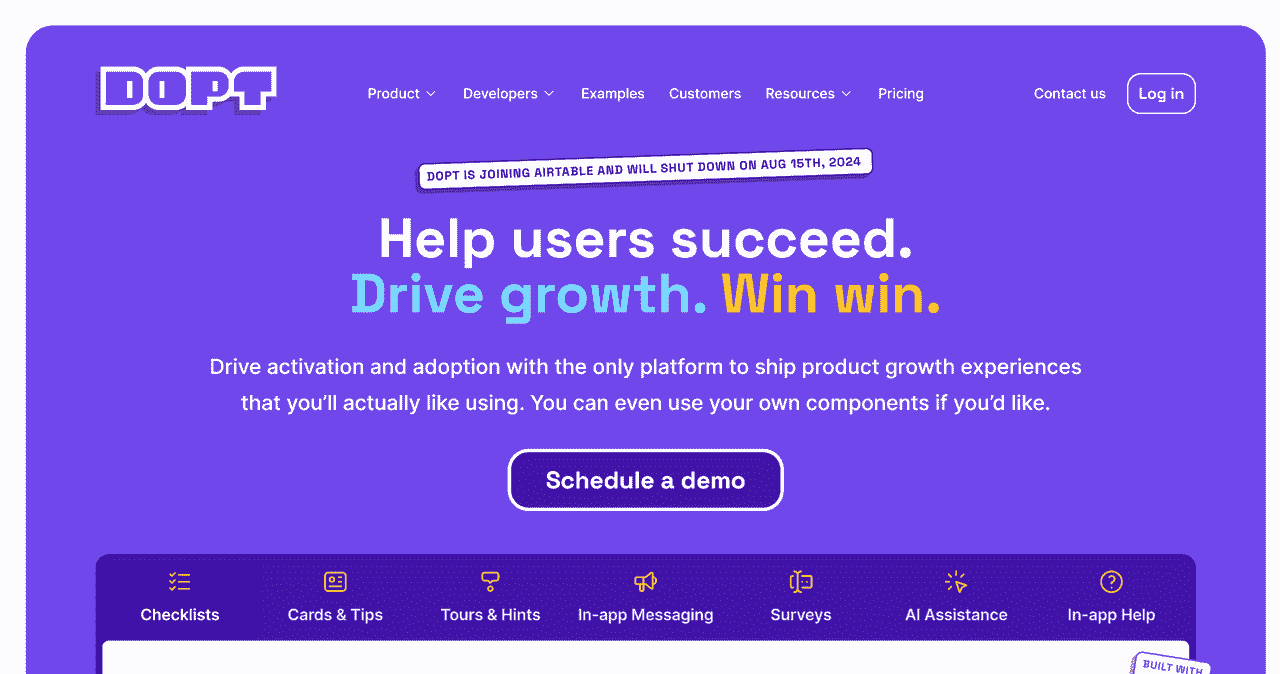 DOPT
Product
Developers
Examples
Customers
Resources
Pricing
Contact us
Log in
DOPT IS JOINING AIRTABLE AND WILL SHUT DOWN ON AUG 15TH, 2024
Help users succeed.
Drive growth. Win win.
Drive activation and adoption with the only platform to ship product growth experiences
that you’ll actually like using. You can even use your own components if you’d like.
Schedule a demo
Checklists
Cards & Tips
Tours & Hints
In-app Messaging
Surveys
AI Assistance
In-app Help
BUILT WITH